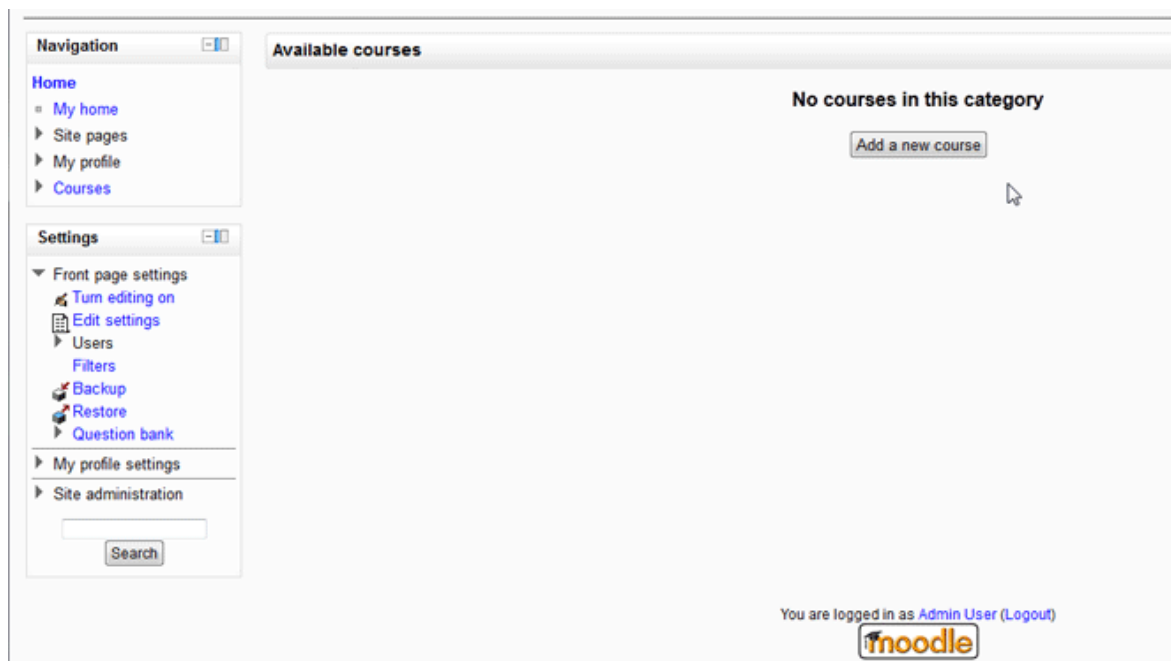 Navigation
Home
My home
Site pages
My profile
Courses
Settings
Front page settings
Turn editing on
Edit settings
Users
Filters
Backup
Restore
Question bank
My profile settings
Site administration
Search
Available courses
No courses in this category
Add a new course
You are logged in as Admin User (Logout)
moodle